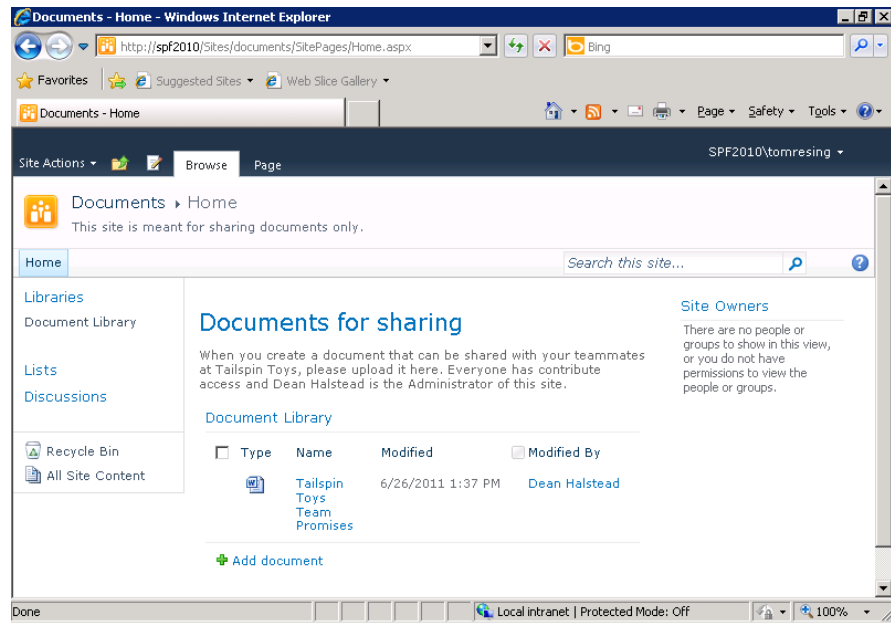 Documents - Home - Windows Internet Explorer
http://spf2010/Sites/documents/SitePages/Home.aspx
Bing
Favorites
Suggested Sites
Web Slice Gallery
Documents - Home
Page
Safety
Tools
Site Actions
Browse
Page
SPF2010\tomresing
Documents
Home
This site is meant for sharing documents only.
Home
Search this site...
Libraries
Document Library
Lists
Discussions
Recycle Bin
All Site Content
Documents for sharing
When you create a document that can be shared with your teammates
at Tailspin Toys, please upload it here. Everyone has contribute
access and Dean Halstead is the Administrator of this site.
Document Library
Type Name Modified Modified By
Tailspin 6/26/2011 1:37 PM Dean Halstead
Toys
Team
Promises
Add document
Site Owners
There are no people or
groups to show in this view,
or you do not have
permissions to view the
people or groups.
Done
Local intranet | Protected Mode: Off
100%